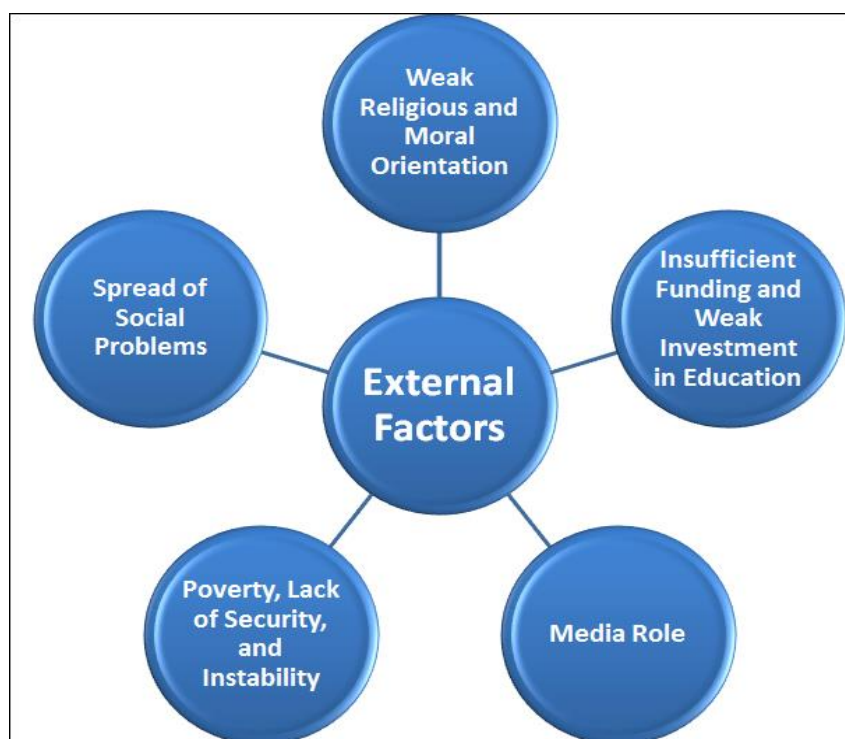 Weak
Religious and
Moral
Orientation
Insufficient
Funding and
Weak
Investment
in Education
Spread of
Social
Problems
External
Factors
Poverty, Lack
of Security,
and
Instability
Media Role